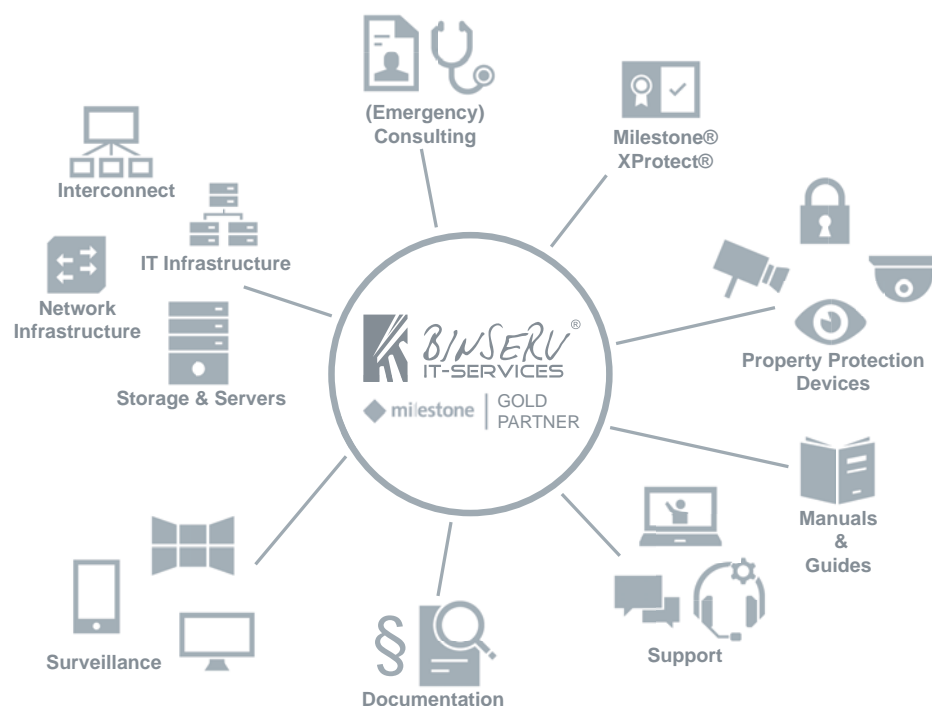 (Emergency)
Consulting
Milestone®
XProtect®
Interconnect
IT Infrastructure
Network
Infrastructure
Storage & Servers
BINSERV®
IT-SERVICES
milestone
GOLD
PARTNER
Property Protection
Devices
Manuals
&
Guides
Surveillance
§
Documentation
Support